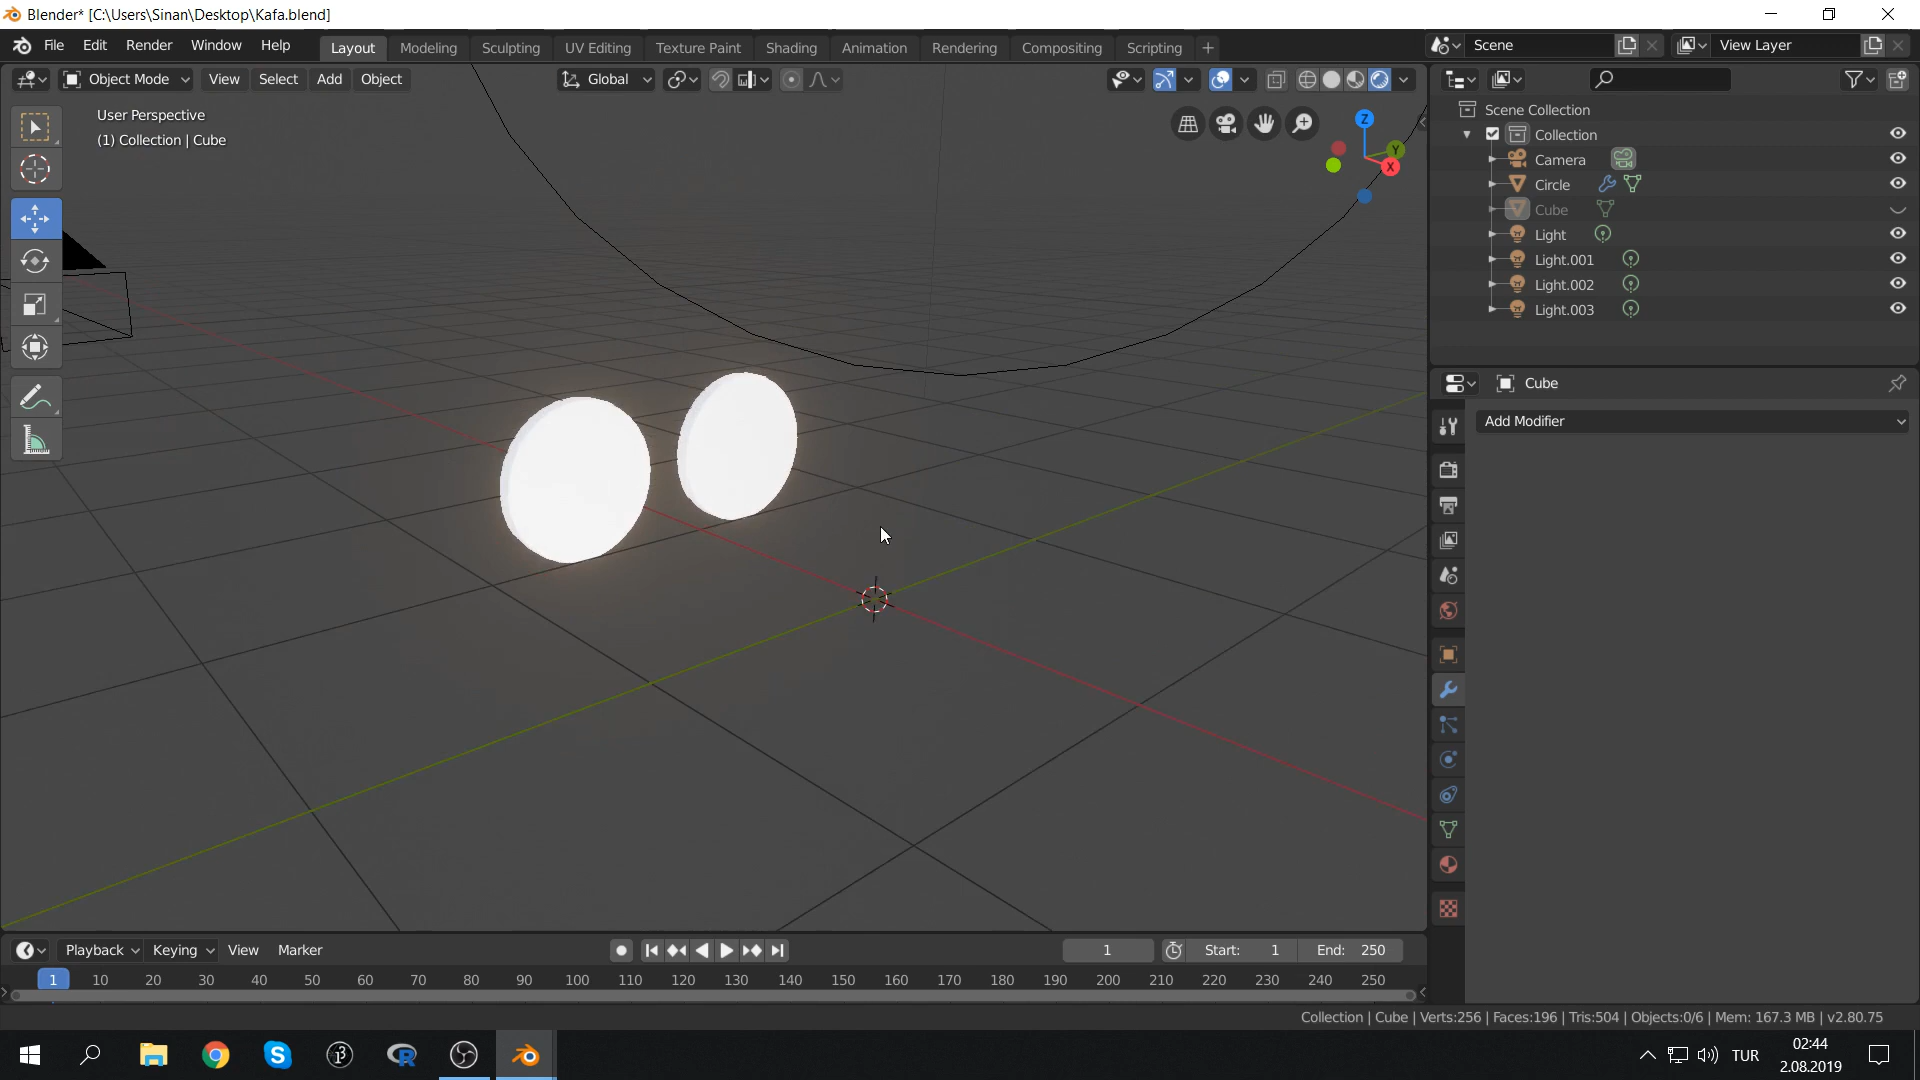 Blender* [C:\Users\Sinan\Desktop\Kafa.blend]
File Edit Render Window Help Layout Modeling Sculpting UV Editing Texture Paint Shading Animation Rendering Compositing Scripting + Scene View Layer
Object Mode View Select Add Object Global
User Perspective
(1) Collection | Cube
Z
Y
X
Scene Collection
Collection
Camera
Circle
Cube
Light
Light.001
Light.002
Light.003
Cube
Add Modifier
Playback Keying View Marker 1 Start: 1 End: 250
1 10 20 30 40 50 60 70 80 90 100 110 120 130 140 150 160 170 180 190 200 210 220 230 240 250
Collection | Cube | Verts:256 | Faces:196 | Tris:504 | Objects:0/6 | Mem: 167.3 MB | v2.80.75
TUR
02:44
2.08.2019